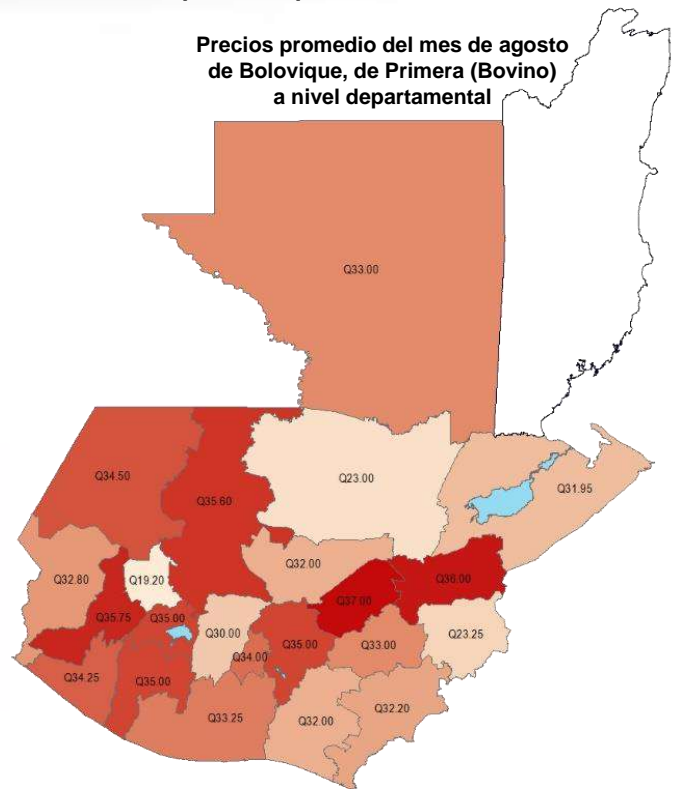 Precios promedio del mes de agosto
de Bolovique, de Primera (Bovino)
a nivel departamental
Q33.00
Q34.50
Q35.60
Q23.00
Q31.95
Q32.80
Q19.20
Q32.00
Q37.00
Q36.00
Q35.75
Q35.00
Q30.00
Q34.00
Q35.00
Q33.00
Q23.25
Q34.25
Q35.00
Q33.25
Q32.00
Q32.20